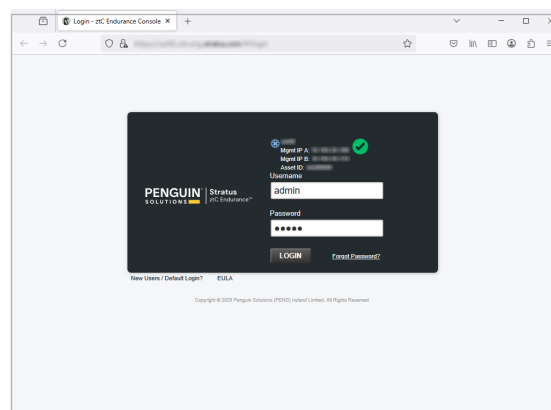 Login - ztC Endurance Console
Mgmt IP A:
Mgmt IP B:
Asset ID:
Username
admin
PENGUIN
SOLUTIONS
Stratus
ztC Endurance™
Password
LOGIN
Forgot Password?
New Users / Default Login?
EULA
Copyright © 2025 Penguin Solutions (PENG) Ireland Limited. All Rights Reserved.